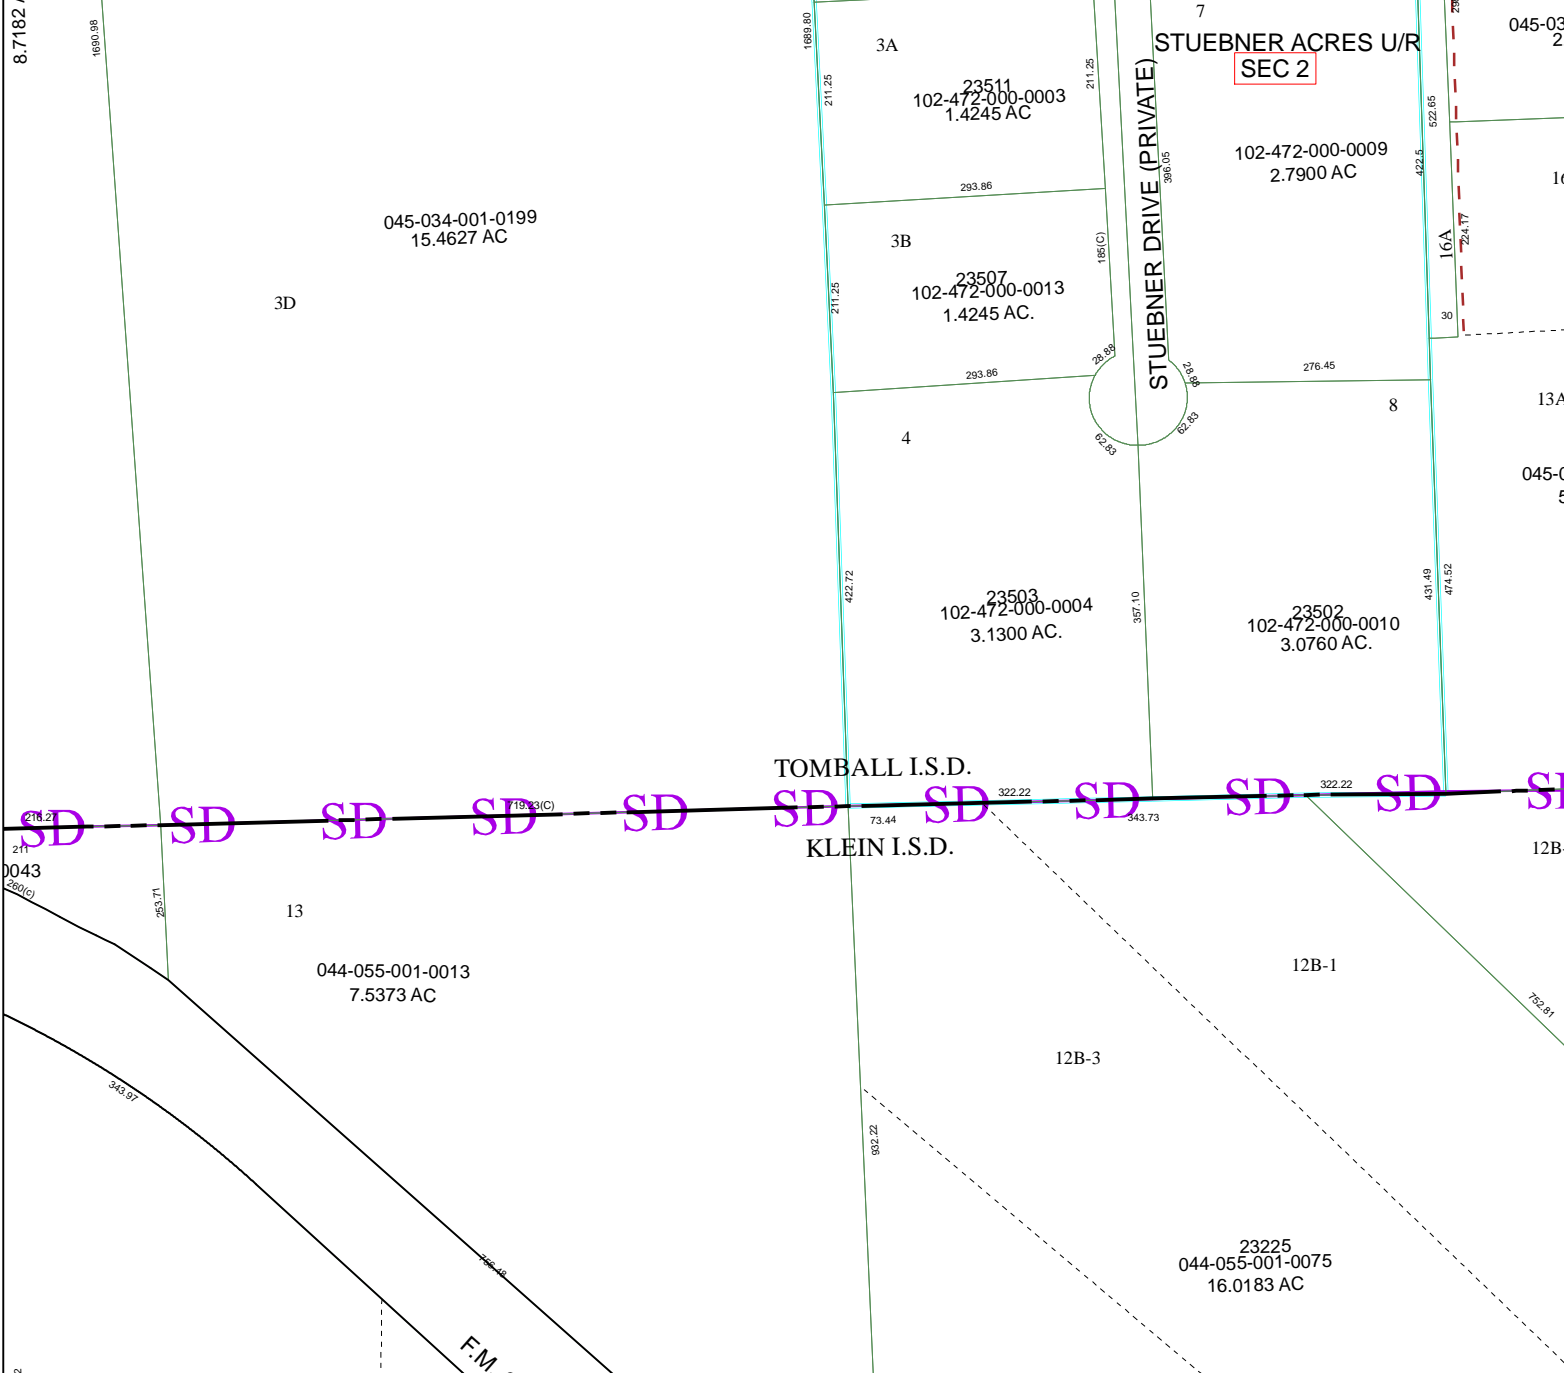 8.7182
1690.98
1689.80
3A
211.25
211.25
7
STUEBNER ACRES U/R
SEC 2
045-03
2
23511
102-472-000-0003
1.4245 AC
522.65
STUEBNER DRIVE (PRIVATE)
396.05
102-472-000-0009
2.7900 AC
422.5
16
293.86
045-034-001-0199
15.4627 AC
3B
185(C)
16A
224.17
3D
211.25
23507
102-472-000-0013
1.4245 AC.
30
28.88
28.88
293.86
276.45
13A
8
4
62.83
62.83
045-0
5
422.72
23503
102-472-000-0004
3.1300 AC.
357.10
23502
102-472-000-0010
3.0760 AC.
431.49
474.52
TOMBALL I.S.D.
322.22
322.22
SD SD SD SD SD SD SD SD SD SD
216.27
719.23(C)
73.44
343.73
KLEIN I.S.D.
12B-
211
0043
260(c)
253.71
13
044-055-001-0013
7.5373 AC
12B-1
752.81
12B-3
343.97
932.22
756.48
23225
044-055-001-0075
16.0183 AC
F.M.